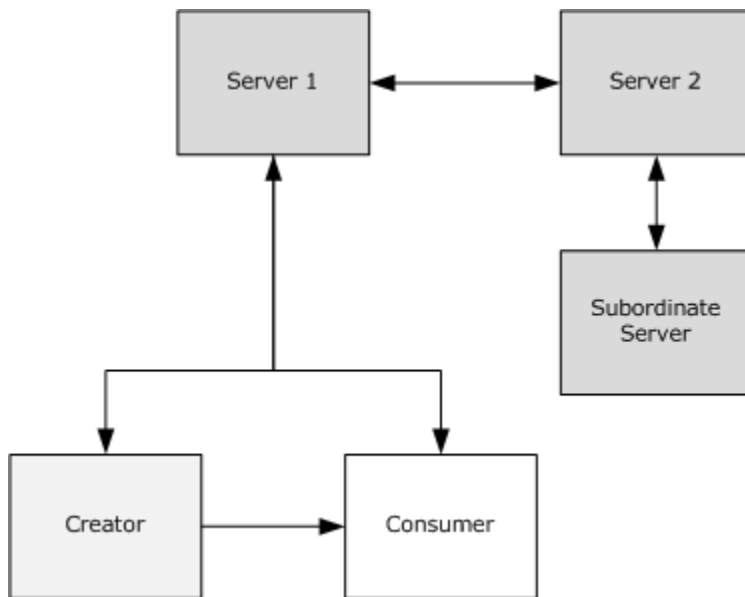 Server 1
Server 2
Subordinate
Server
Creator
Consumer